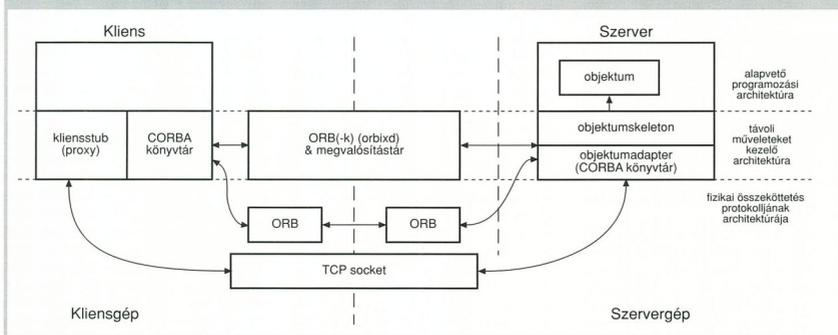 Kliens
Szerver
objektum
alapvető
programozási
architektúra
kliensstub
(proxy)
CORBA
könyvtár
ORB(-k) (orbixd)
& megvalósítástár
objektumskeleton
objektumadapter
(CORBA könyvtár)
távoli
műveleteket
kezelő
architektúra
fizikai összeköttetés
protokolljának
architektúrája
ORB
ORB
TCP socket
Kliensgép
Szervergép